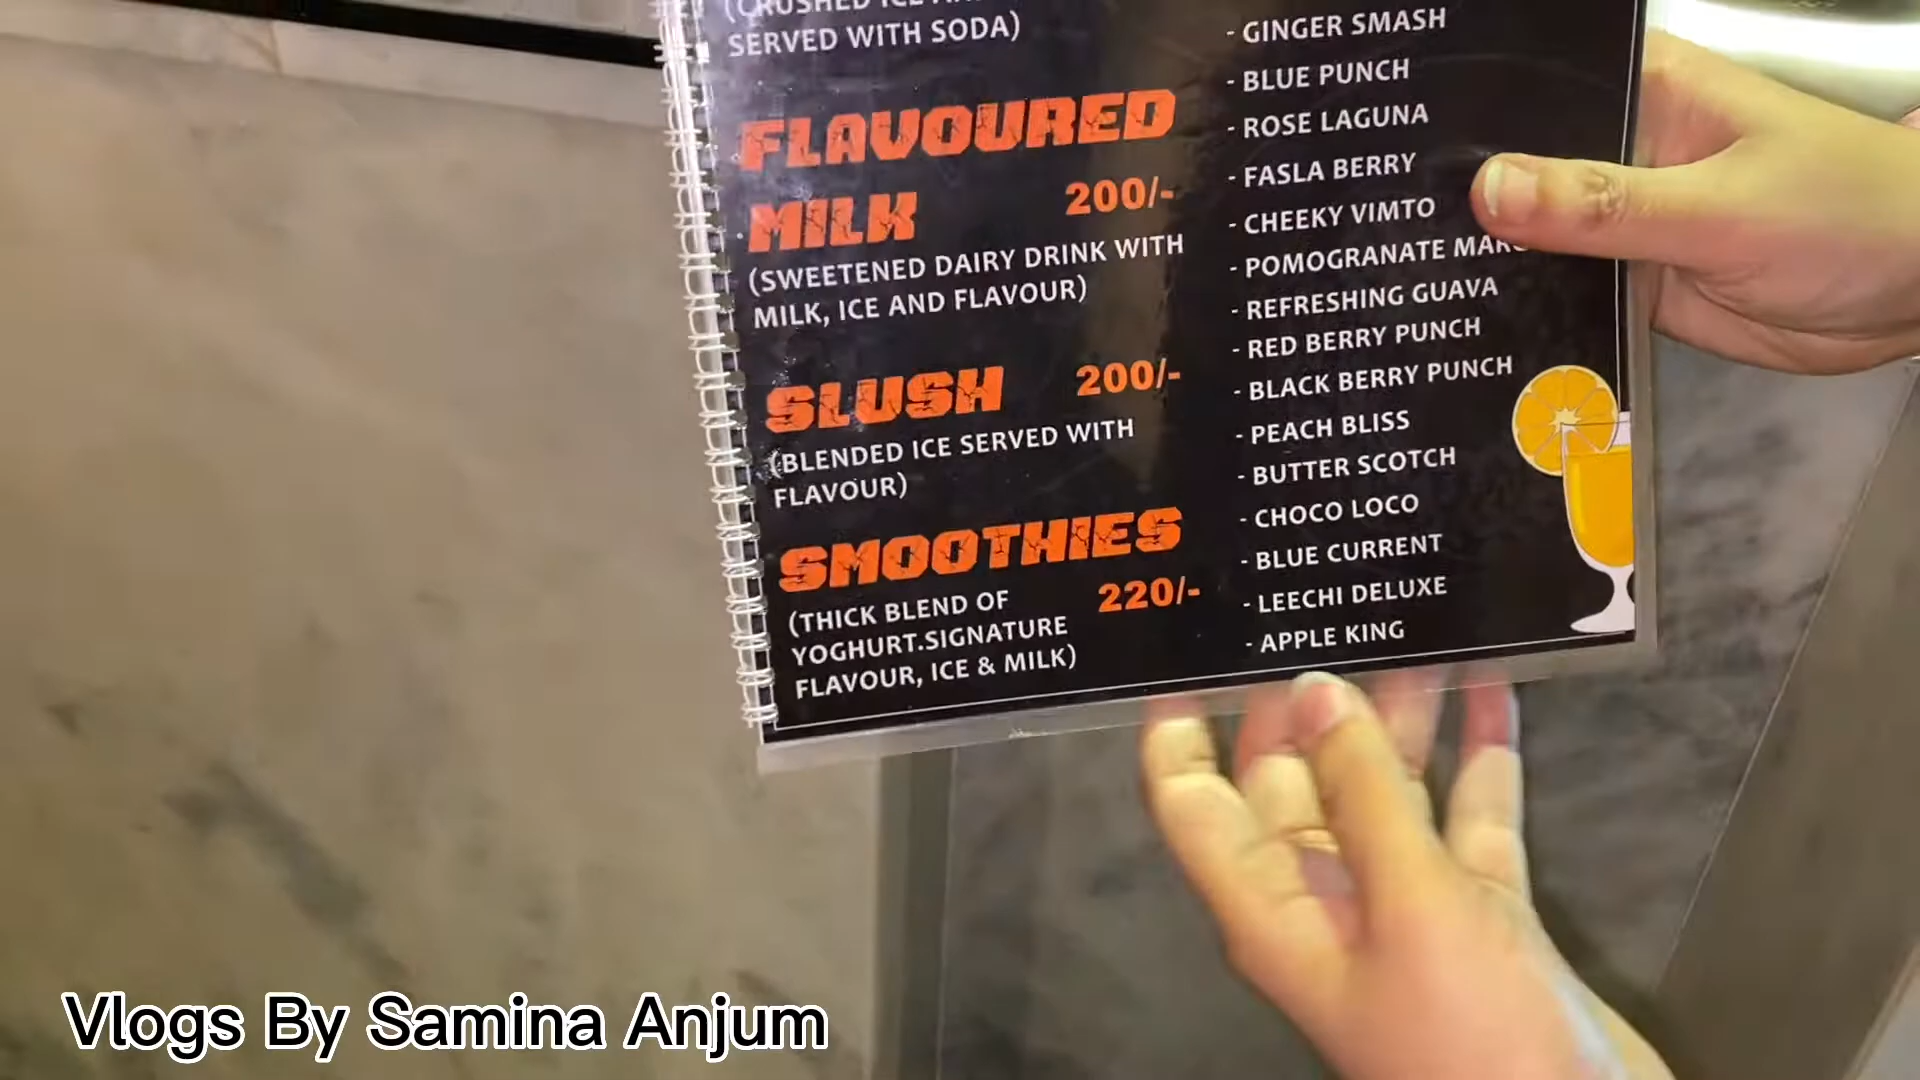 SERVED WITH SODA)
FLAVOURED
MILK 200/-
(SWEETENED DAIRY DRINK WITH
MILK, ICE AND FLAVOUR)
SLUSH 200/-
(BLENDED ICE SERVED WITH
FLAVOUR)
SMOOTHIES
220/-
(THICK BLEND OF
YOGHURT.SIGNATURE
FLAVOUR, ICE & MILK)
- GINGER SMASH
- BLUE PUNCH
- ROSE LAGUNA
- FASLA BERRY
- CHEEKY VIMTO
- POMOGRANATE
- REFRESHING GUAVA
- RED BERRY PUNCH
- BLACK BERRY PUNCH
- PEACH BLISS
- BUTTER SCOTCH
- CHOCO LOCO
- BLUE CURRENT
- LEECHI DELUXE
- APPLE KING
Vlogs By Samina Anjum